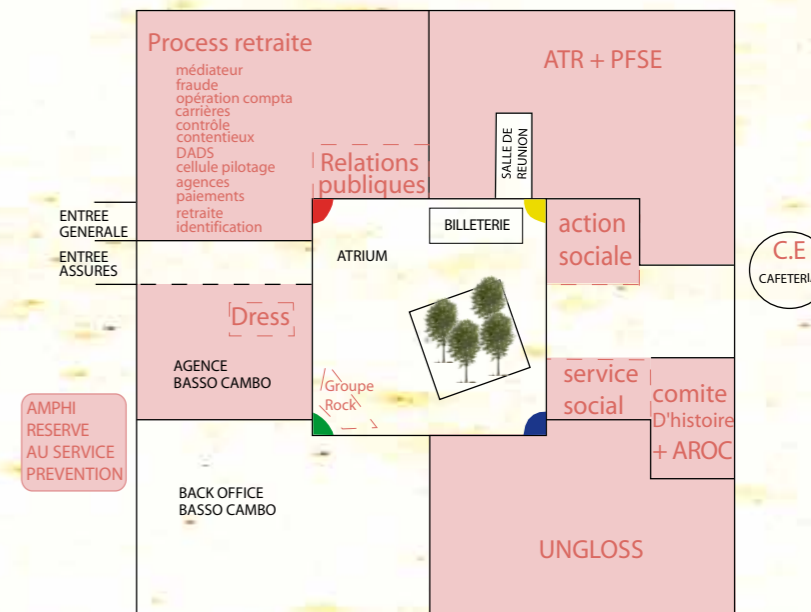 Process retraite
médiateur
fraude
opération compta
carrières
contrôle
contentieux
DADS
cellule pilotage
agences
paiements
retraite
identification
ATR + PFSE
SALLE DE
REUNION
Relations
publiques
ENTREE
GENERALE
ENTREE
ASSURES
ATRIUM
BILLETERIE
action
sociale
C.E
CAFETERIA
Dress
AGENCE
BASSO CAMBO
Groupe
Rock
service
social
comite
D'histoire
+ AROC
AMPHI
RESERVE
AU SERVICE
PREVENTION
BACK OFFICE
BASSO CAMBO
UNGLOSS